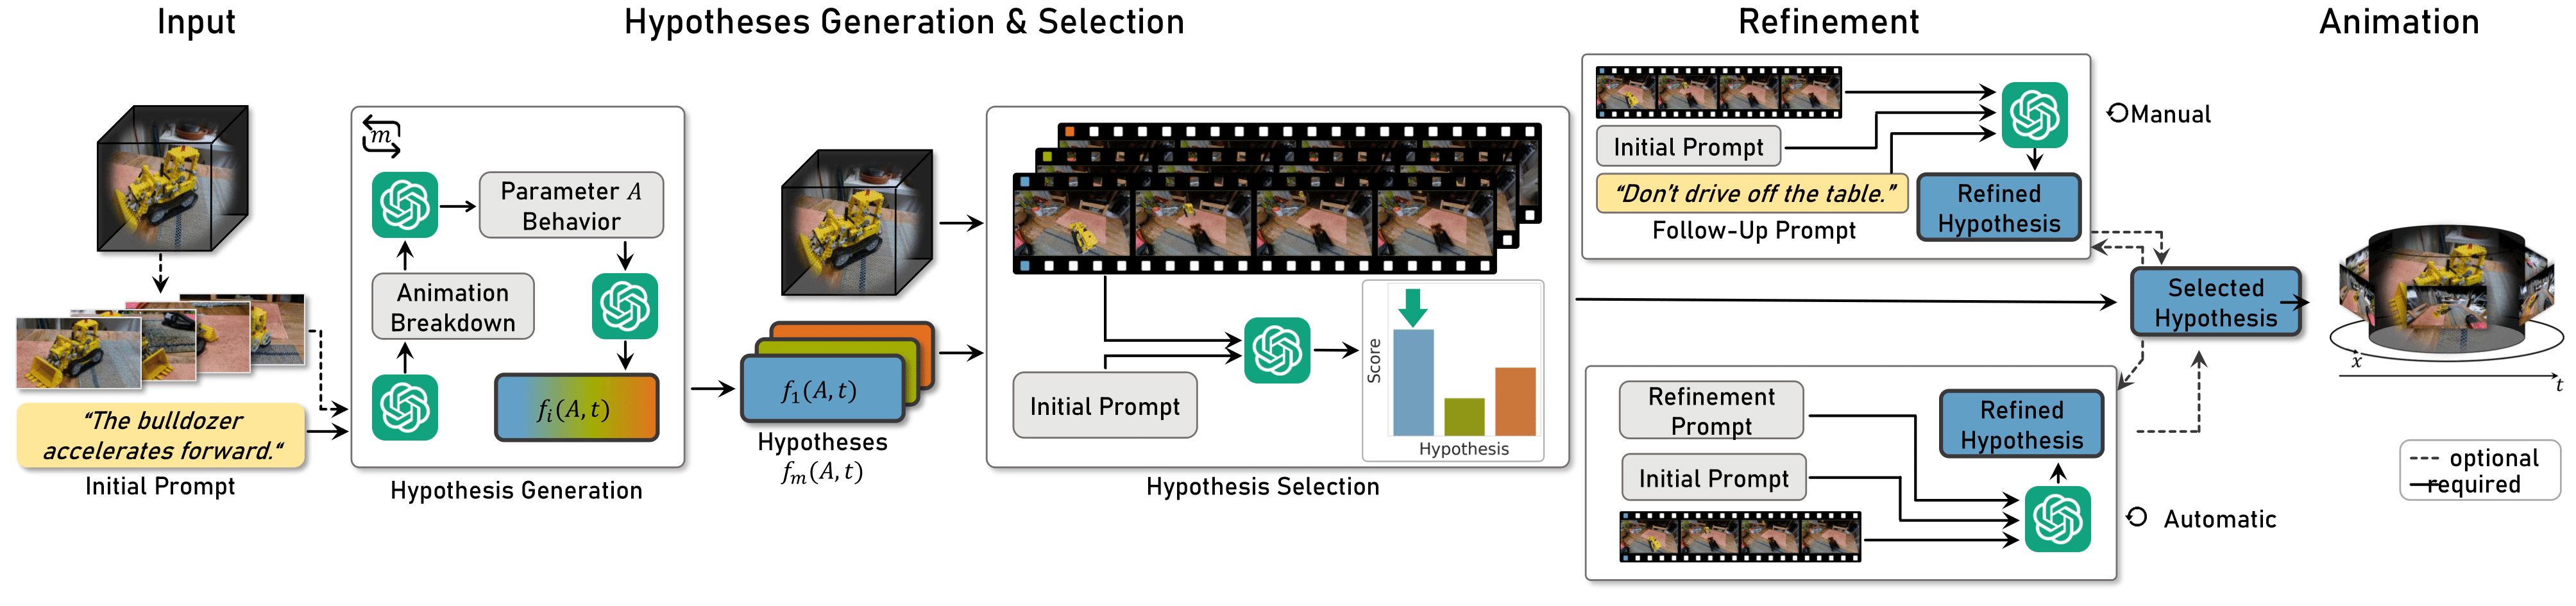 Input
Hypotheses Generation & Selection
Refinement
Animation
“The bulldozer
accelerates forward.“
Initial Prompt
m
Parameter A
Behavior
Animation
Breakdown
f_i(A, t)
Hypothesis Generation
f_1(A, t)
Hypotheses
f_m(A, t)
Initial Prompt
Score
Hypothesis
Hypothesis Selection
Initial Prompt
“Don’t drive off the table.”
Follow-Up Prompt
Refined
Hypothesis
Manual
Selected
Hypothesis
Refinement
Prompt
Initial Prompt
Refined
Hypothesis
Automatic
x
t
optional
required